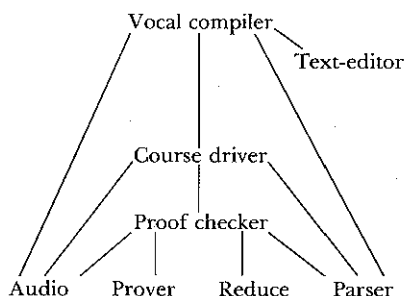 Vocal compiler
Text-editor
Course driver
Proof checker
Audio Prover Reduce Parser